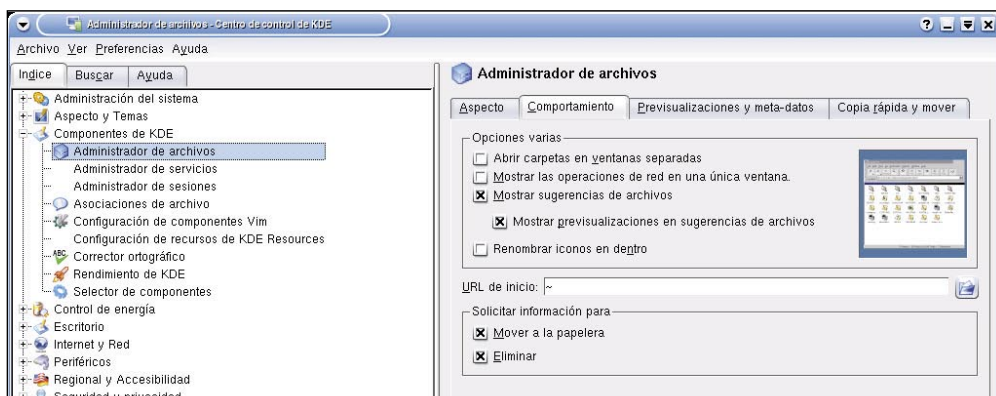 Administrador de archivos - Centro de control de KDE
Archivo Ver Preferencias Ayuda
Indice Buscar Ayuda
Administración del sistema
Aspecto y Temas
Componentes de KDE
Administrador de archivos
Administrador de servicios
Administrador de sesiones
Asociaciones de archivo
Configuración de componentes Vim
Configuración de recursos de KDE Resources
Corrector ortográfico
Rendimiento de KDE
Selector de componentes
Control de energía
Escritorio
Internet y Red
Periféricos
Regional y Accesibilidad
Seguridad y privacidad
Administrador de archivos
Aspecto Comportamiento Previsualizaciones y meta-datos Copia rápida y mover
Opciones varias
Abrir carpetas en ventanas separadas
Mostrar las operaciones de red en una única ventana.
Mostrar sugerencias de archivos
Mostrar previsualizaciones en sugerencias de archivos
Renombrar iconos en dentro
URL de inicio: ~
Solicitar información para
Mover a la papelera
Eliminar